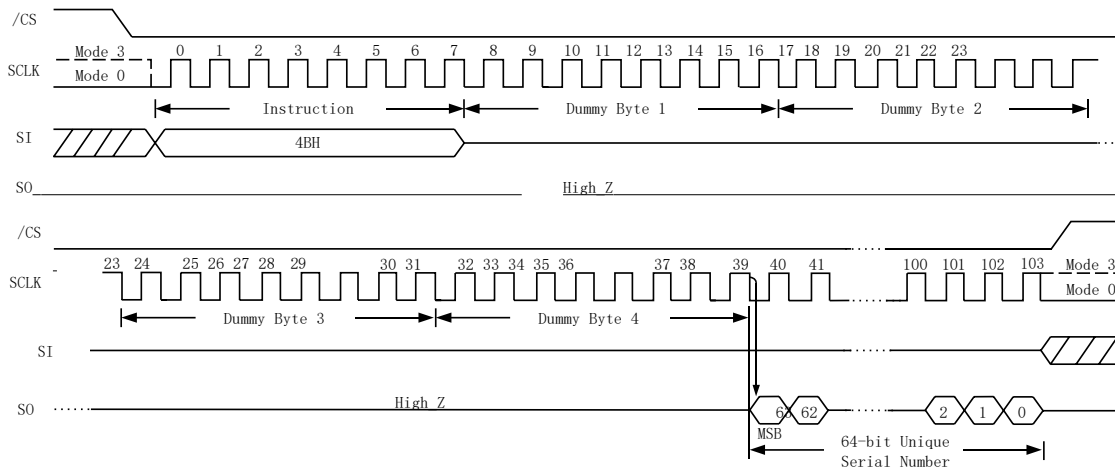 /CS
Mode 3 0 1 2 3 4 5 6 7 8 9 10 11 12 13 14 15 16 17 18 19 20 21 22 23
SCLK
Mode 0
Instruction Dummy Byte 1 Dummy Byte 2
SI 4BH
SO High_Z
/CS
23 24 25 26 27 28 29 30 31 32 33 34 35 36 37 38 39 40 41 100 101 102 103 Mode 3
SCLK
Mode 0
Dummy Byte 3 Dummy Byte 4
SI
High_Z
SO 63 62 2 1 0
MSB
64-bit Unique
Serial Number